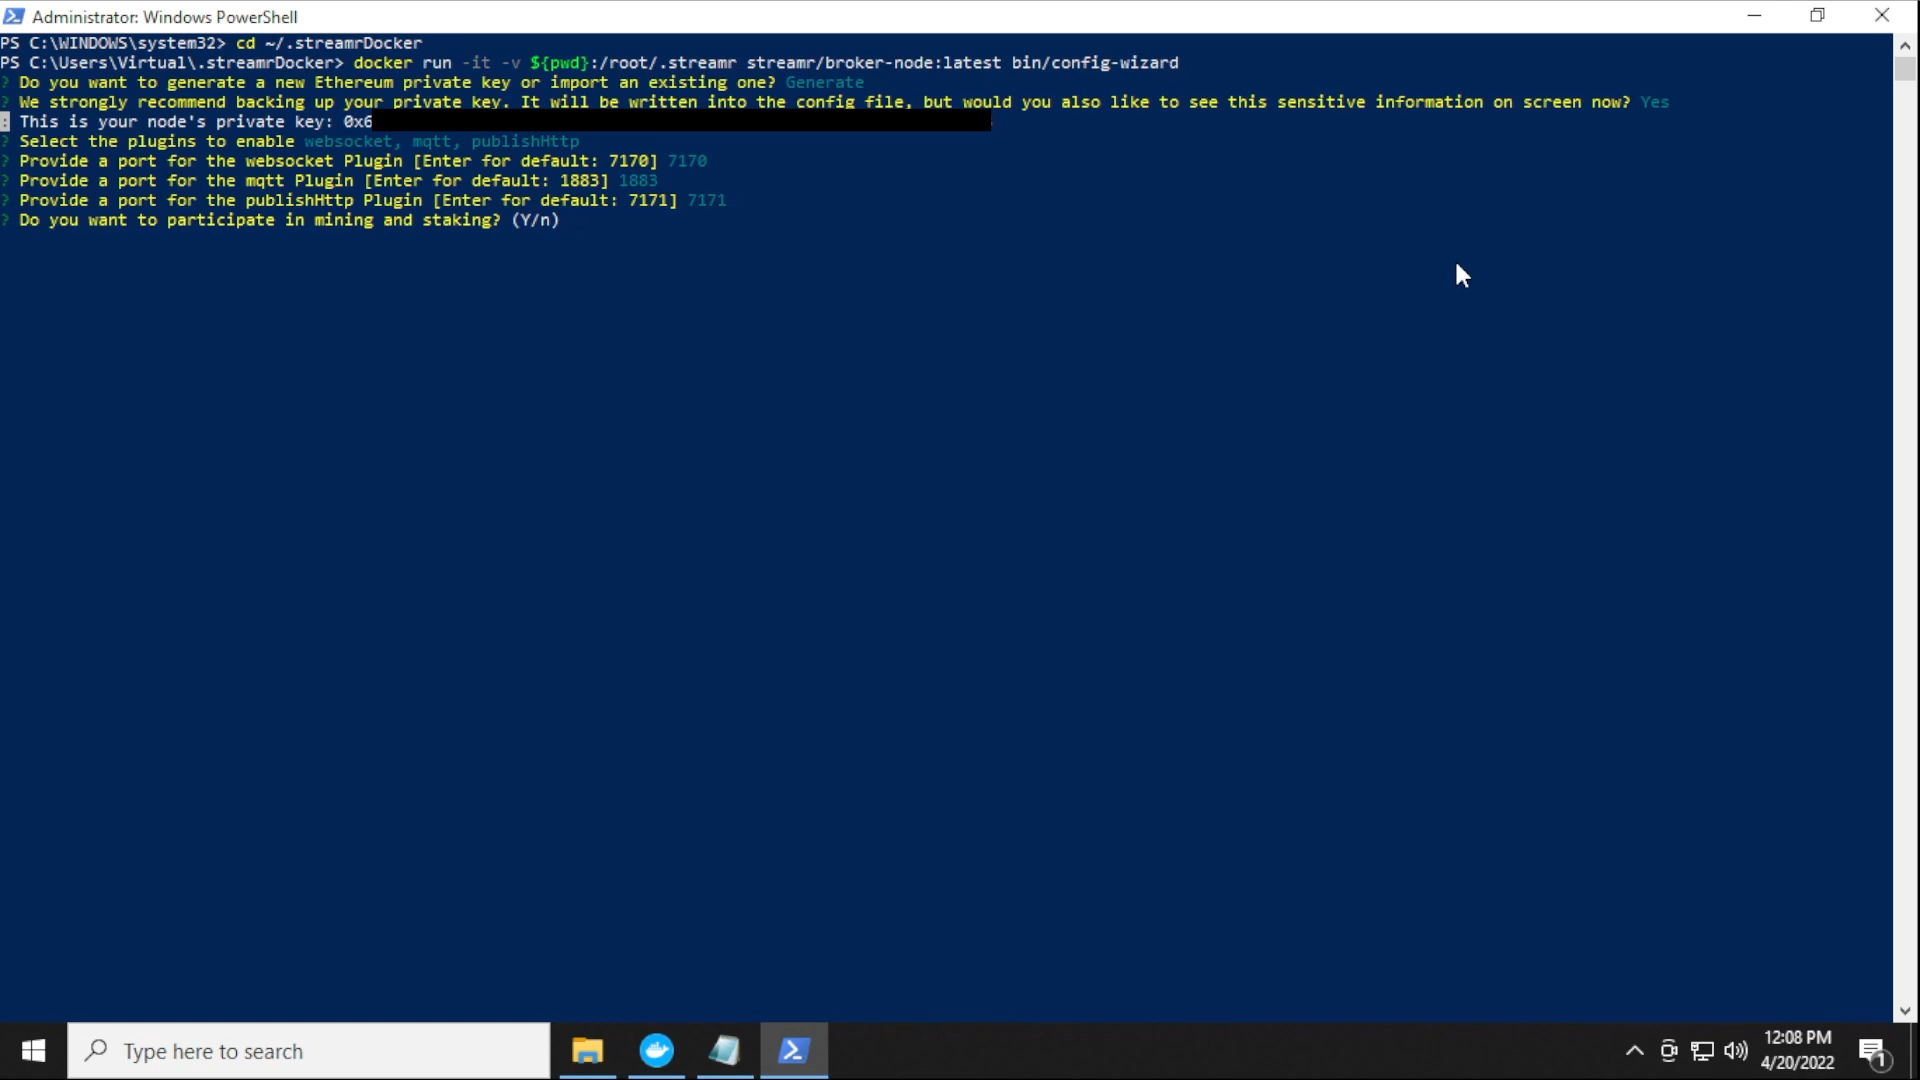 Administrator: Windows PowerShell
PS C:\WINDOWS\system32> cd ~/.streamrDocker
PS C:\Users\Virtual\.streamrDocker> docker run -it -v ${pwd}:/root/.streamr streamr/broker-node:latest bin/config-wizard
? Do you want to generate a new Ethereum private key or import an existing one? Generate
? We strongly recommend backing up your private key. It will be written into the config file, but would you also like to see this sensitive information on screen now? Yes
: This is your node's private key: 0x6
? Select the plugins to enable websocket, mqtt, publishHttp
? Provide a port for the websocket Plugin [Enter for default: 7170] 7170
? Provide a port for the mqtt Plugin [Enter for default: 1883] 1883
? Provide a port for the publishHttp Plugin [Enter for default: 7171] 7171
? Do you want to participate in mining and staking? (Y/n)
Type here to search
12:08 PM
4/20/2022
1